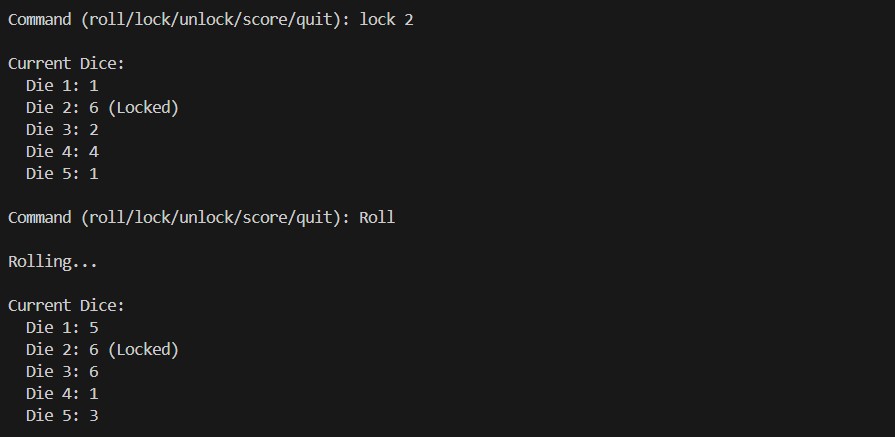 Command (roll/lock/unlock/score/quit): lock 2
Current Dice:
Die 1: 1
Die 2: 6 (Locked)
Die 3: 2
Die 4: 4
Die 5: 1
Command (roll/lock/unlock/score/quit): Roll
Rolling...
Current Dice:
Die 1: 5
Die 2: 6 (Locked)
Die 3: 6
Die 4: 1
Die 5: 3